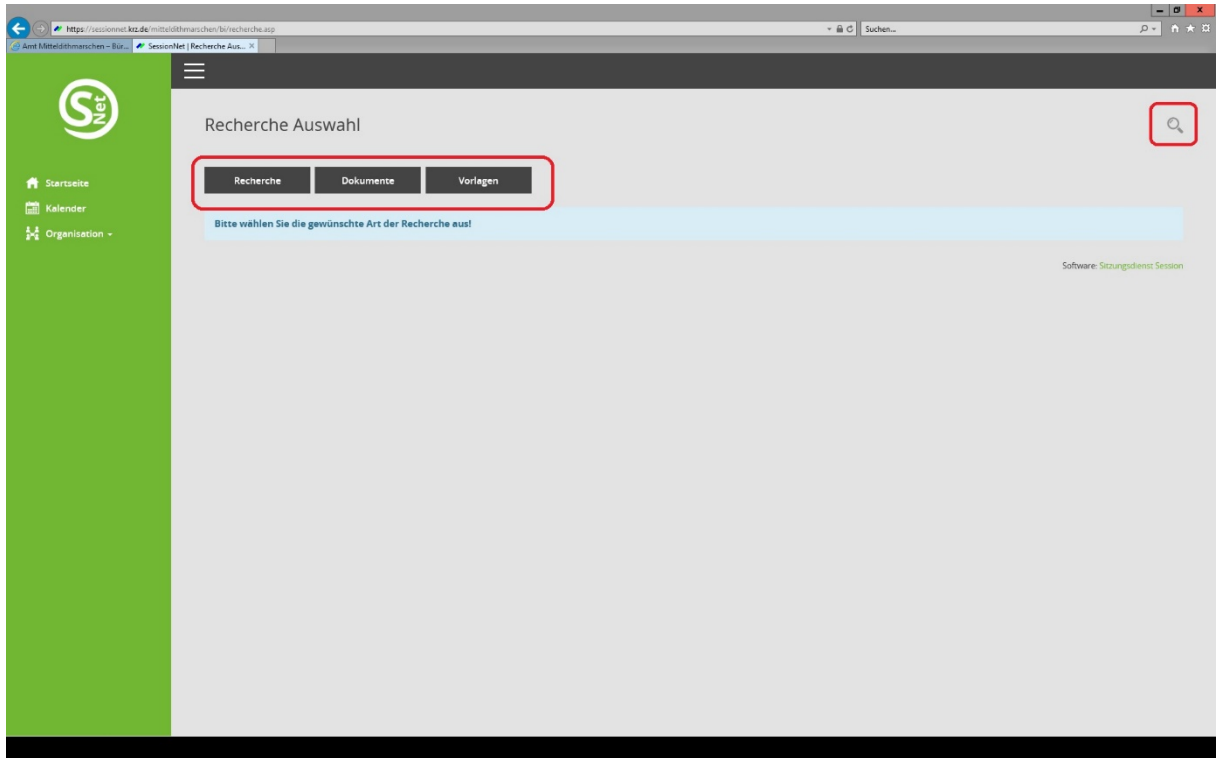 https://sessionnet.krz.de/mitteldithmarschen/bi/recherche.asp
Suchen...
Amt Mitteldithmarschen – Bür...
SessionNet | Recherche Aus...
S Net
Recherche Auswahl
Startseite
Kalender
Organisation
Recherche
Dokumente
Vorlagen
Bitte wählen Sie die gewünschte Art der Recherche aus!
Software: Sitzungsdienst Session